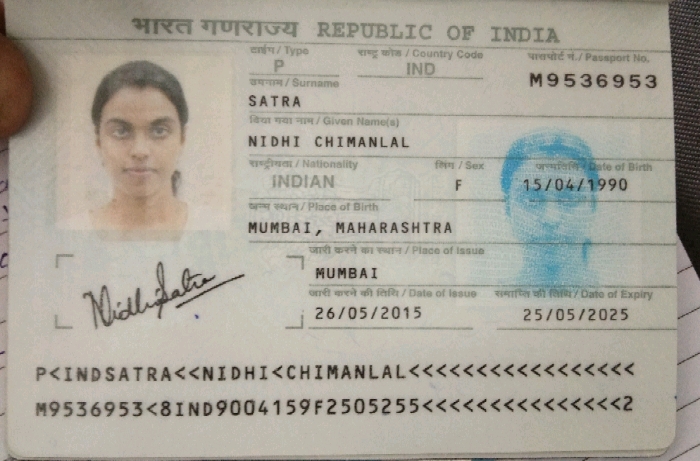 भारत गणराज्य REPUBLIC OF INDIA
टाईप / Type राष्ट्र कोड / Country Code पासपोर्ट नं. / Passport No.
P IND M9536953
उपनाम / Surname
SATRA
दिया गया नाम / Given Name(s)
NIDHI CHIMANLAL
राष्ट्रीयता / Nationality लिंग / Sex जन्मतिथि / Date of Birth
INDIAN F 15/04/1990
जन्म स्थान / Place of Birth
MUMBAI, MAHARASHTRA
जारी करने का स्थान / Place of Issue
MUMBAI
जारी करने की तिथि / Date of Issue समाप्ति की तिथि / Date of Expiry
26/05/2015 25/05/2025
NidhiSatra
P<INDSATRA<<NIDHI<CHIMANLAL<<<<<<<<<<<<<<<<<
M9536953<8IND9004159F2505255<<<<<<<<<<<<<<<2